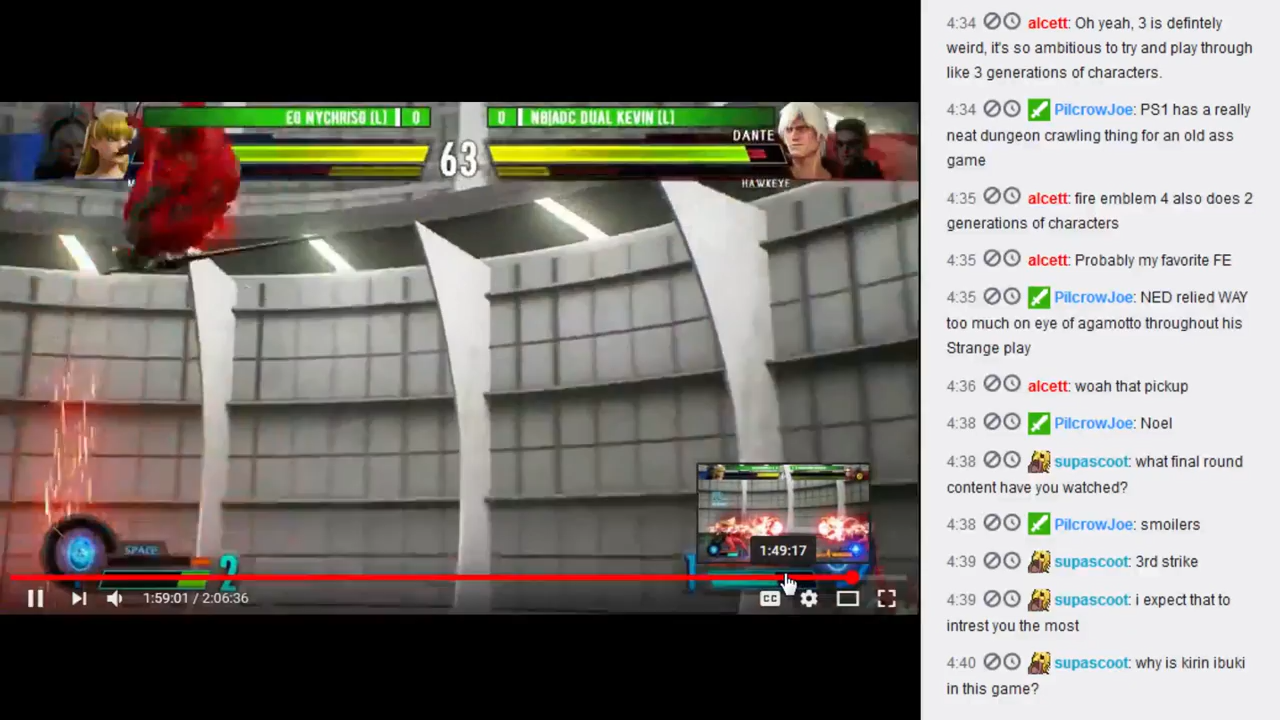 EG NYCHRISG [L] 0
0 NB|ADC DUAL KEVIN [L]
DANTE
63
HAWKEYE
SPACE
2
1
1:49:17
1:59:01 / 2:06:36
CC
4:34 alcett: Oh yeah, 3 is defintely
weird, it's so ambitious to try and play through
like 3 generations of characters.
4:34 PilcrowJoe: PS1 has a really
neat dungeon crawling thing for an old ass
game
4:35 alcett: fire emblem 4 also does 2
generations of characters
4:35 alcett: Probably my favorite FE
4:35 PilcrowJoe: NED relied WAY
too much on eye of agamotto throughout his
Strange play
4:36 alcett: woah that pickup
4:38 PilcrowJoe: Noel
4:38 supascoot: what final round
content have you watched?
4:38 PilcrowJoe: smoilers
4:39 supascoot: 3rd strike
4:39 supascoot: i expect that to
intrest you the most
4:40 supascoot: why is kirin ibuki
in this game?